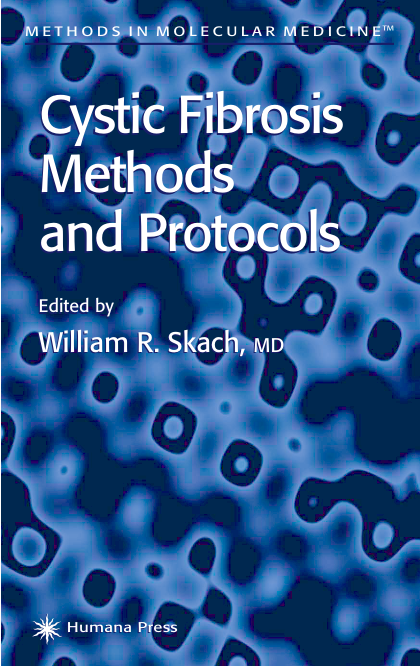 METHODS IN MOLECULAR MEDICINE™
Cystic Fibrosis
Methods
and Protocols
Edited by
William R. Skach, MD
Humana Press